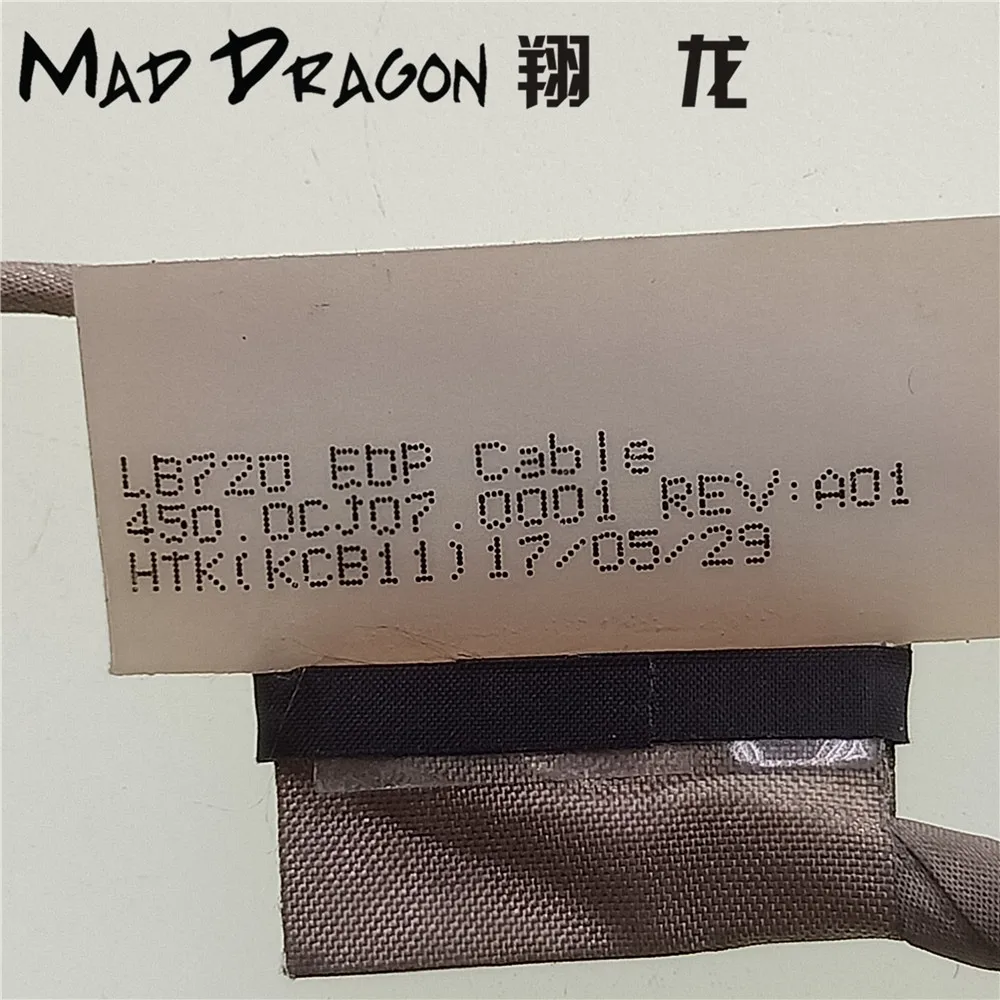 MAD DRAGON 翔 龙
LB720 EDP Cable
450.0CJ07.0001 REV:A01
HTK(KCB11)17/05/29